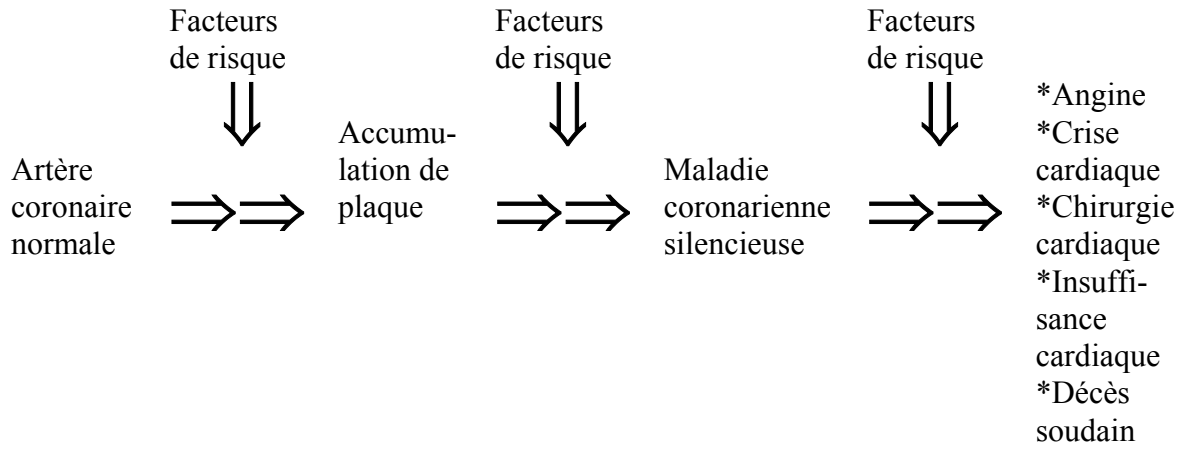 Facteurs
de risque
Facteurs
de risque
Facteurs
de risque
Artère
coronaire
normale
Accumu-
lation de
plaque
Maladie
coronarienne
silencieuse
*Angine
*Crise
cardiaque
*Chirurgie
cardiaque
*Insuffi-
sance
cardiaque
*Décès
soudain